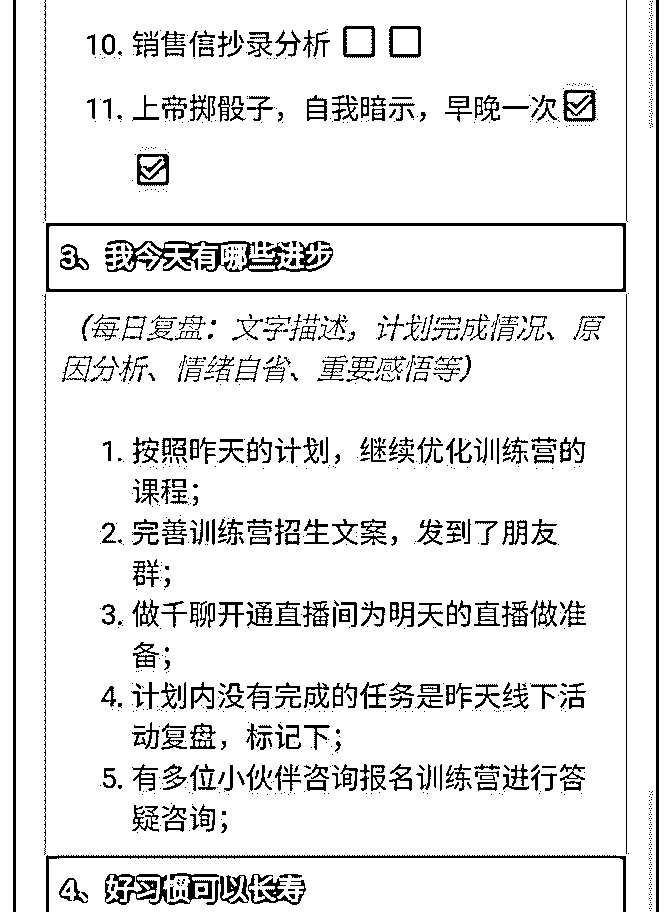 10. 销售信抄录分析 ☐ ☐
11. 上帝掷骰子，自我暗示，早晚一次☑
☑
3、我今天有哪些进步
（每日复盘：文字描述，计划完成情况、原
因分析、情绪自省、重要感悟等）
1. 按照昨天的计划，继续优化训练营的
课程；
2. 完善训练营招生文案，发到了朋友
群；
3. 做千聊开通直播间为明天的直播做准
备；
4. 计划内没有完成的任务是昨天线下活
动复盘，标记下；
5. 有多位小伙伴咨询报名训练营进行答
疑咨询；
4、好习惯可以长寿